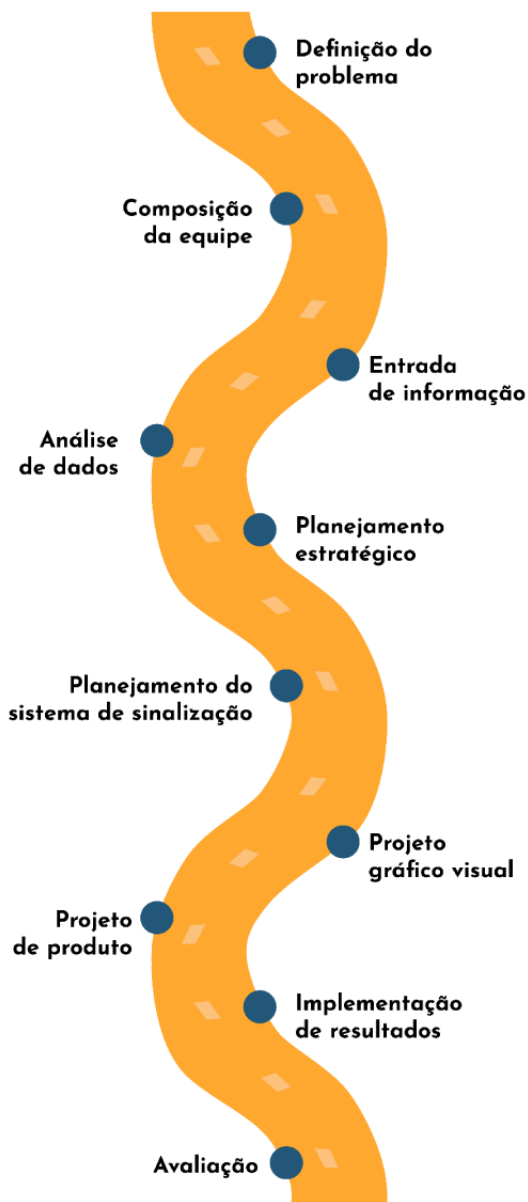 Definição do
problema
Composição
da equipe
Entrada
de informação
Análise
de dados
Planejamento
estratégico
Planejamento do
sistema de sinalização
Projeto
gráfico visual
Projeto
de produto
Implementação
de resultados
Avaliação